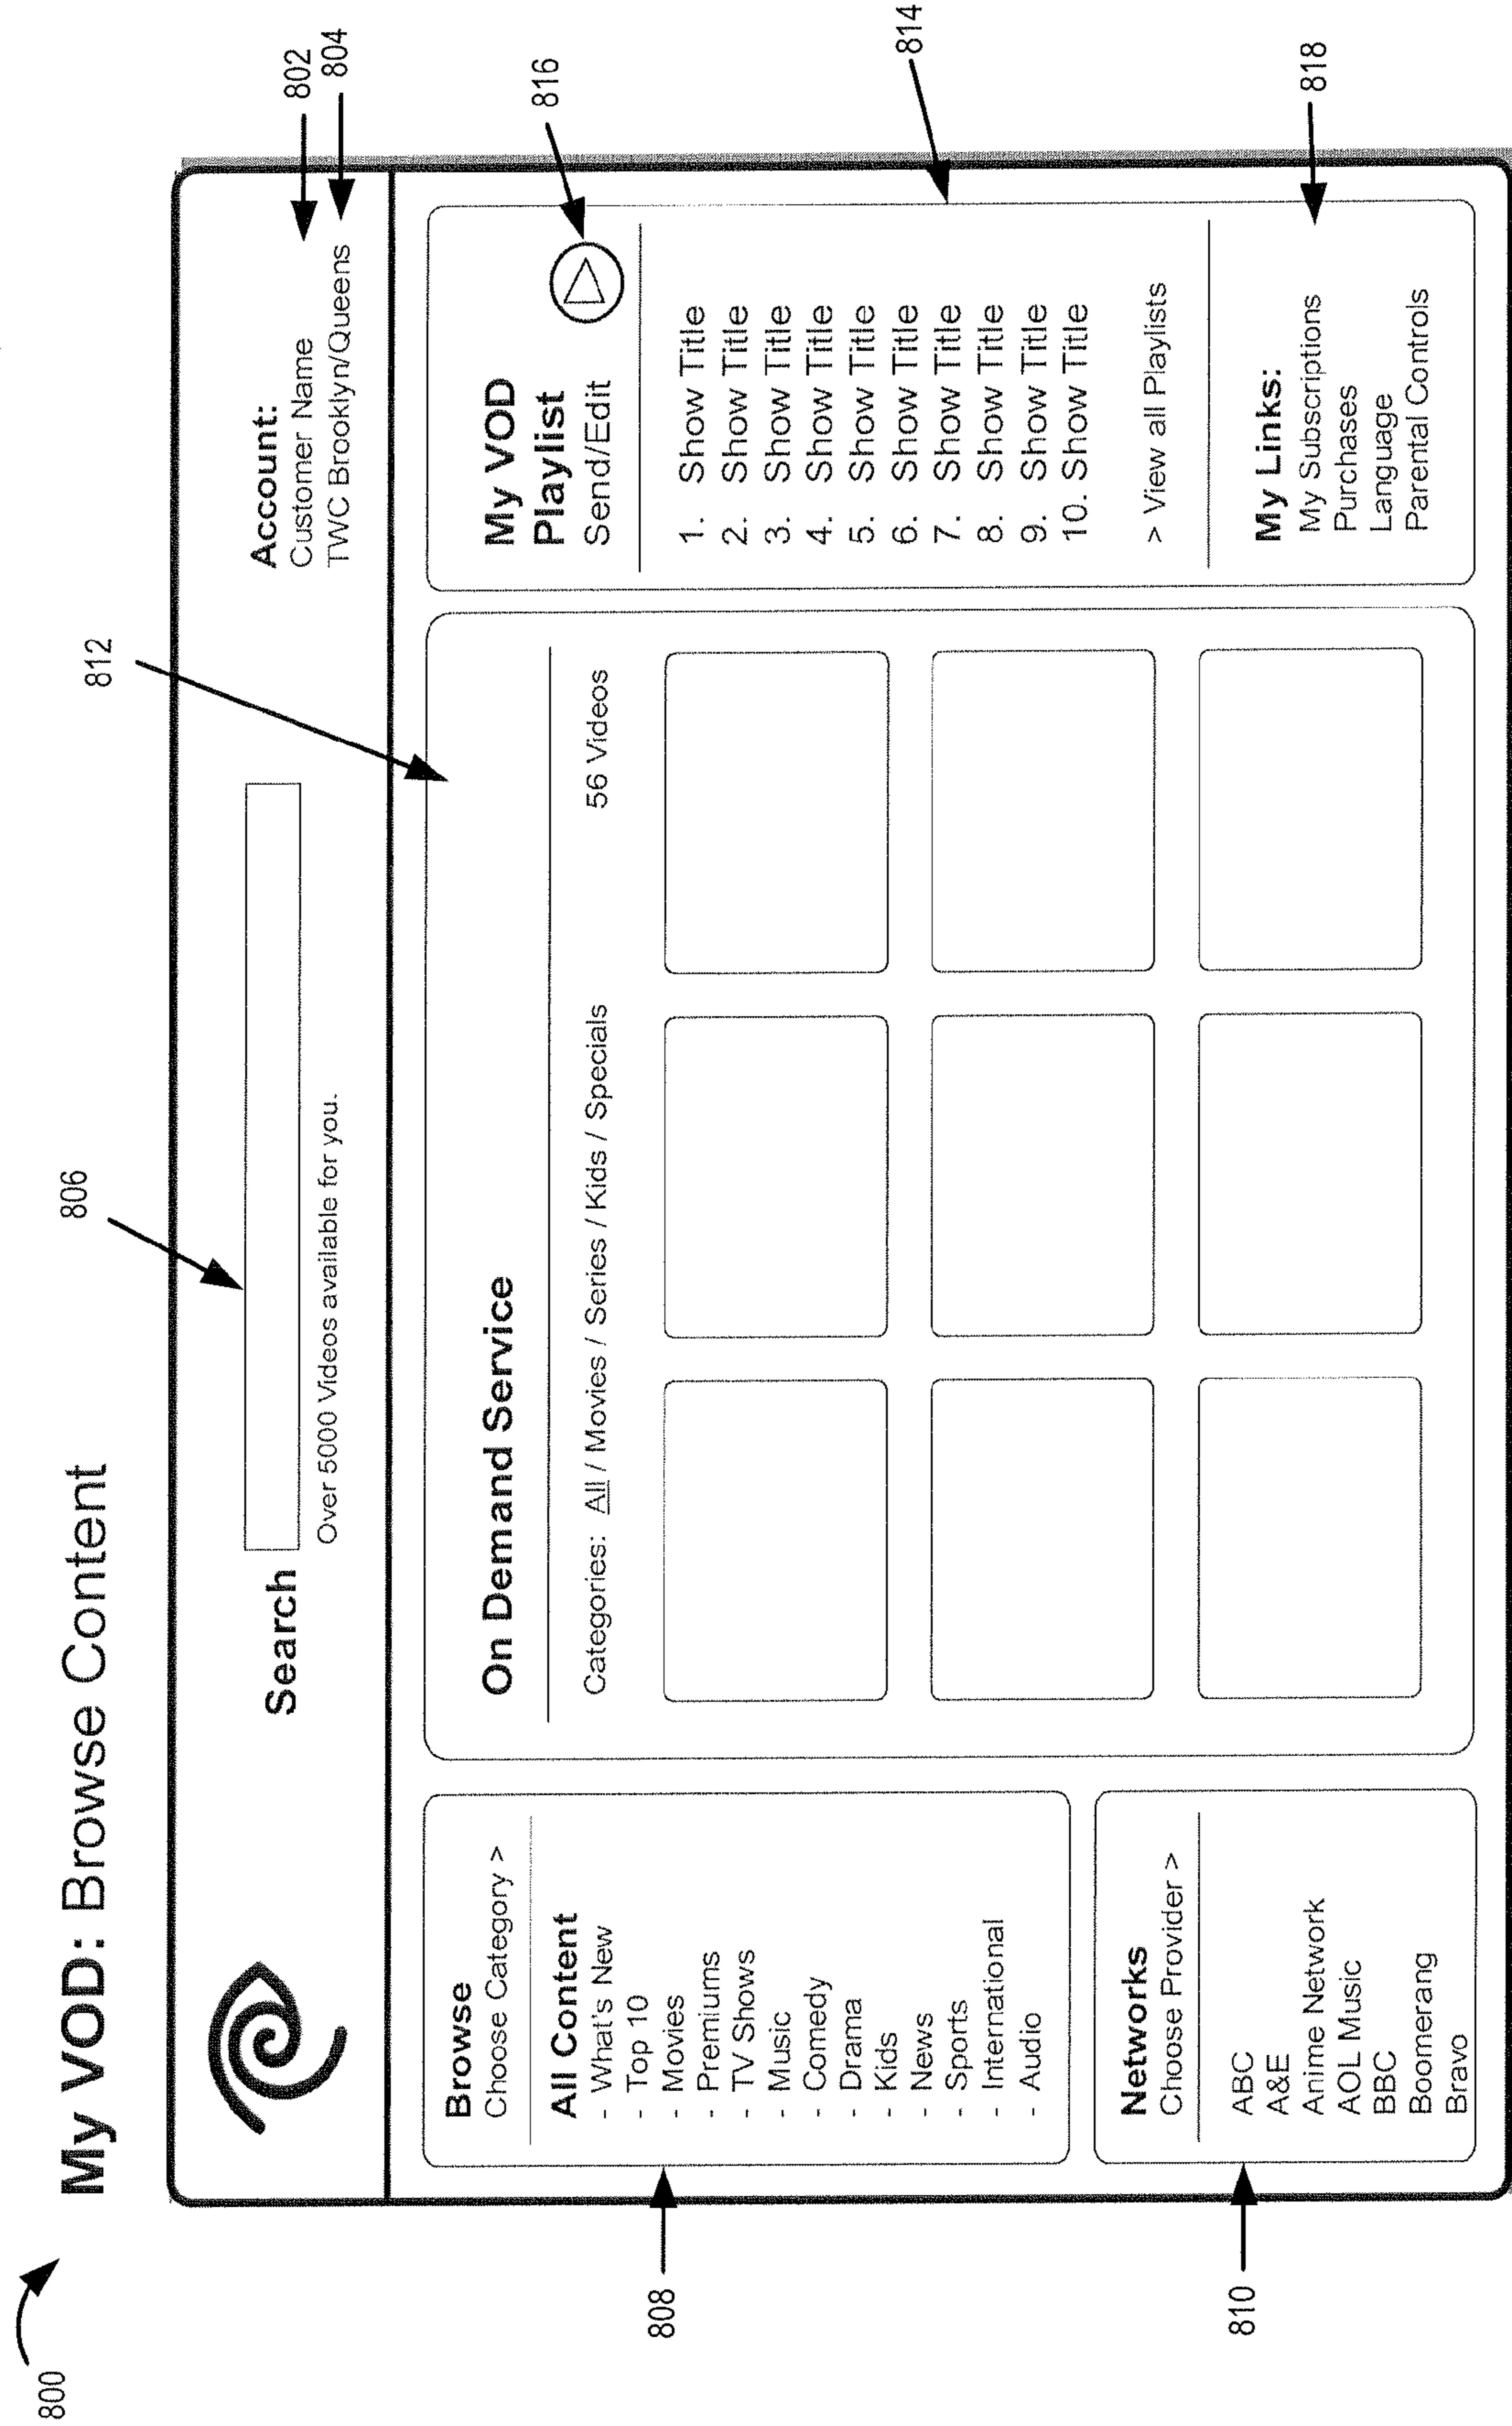 800
My VOD: Browse Content
806
812
802
804
Search
Over 5000 Videos available for you.
Account:
Customer Name
TWC Brooklyn/Queens
808
Browse
Choose Category >
All Content
- What's New
- Top 10
- Movies
- Premiums
- TV Shows
- Music
- Comedy
- Drama
- Kids
- News
- Sports
- International
- Audio
810
Networks
Choose Provider >
ABC
A&E
Anime Network
AOL Music
BBC
Boomerang
Bravo
On Demand Service
Categories: All / Movies / Series / Kids / Specials 56 Videos
816
My VOD
Playlist
Send/Edit
814
1. Show Title
2. Show Title
3. Show Title
4. Show Title
5. Show Title
6. Show Title
7. Show Title
8. Show Title
9. Show Title
10. Show Title
> View all Playlists
818
My Links:
My Subscriptions
Purchases
Language
Parental Controls